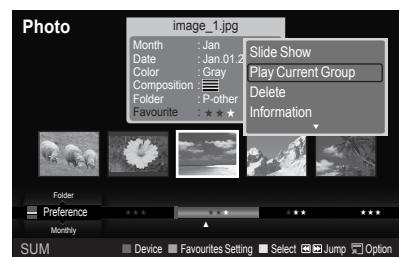 Photo
image_1.jpg
Month : Jan
Date : Jan.01.2
Color : Gray
Composition :
Folder : P-other
Favourite : ★ ★ ★
Slide Show
Play Current Group
Delete
Information
Folder
Preference
★ ★ ★
★ ★ ★
★ ★ ★
★ ★ ★
Monthly
SUM
Device
Favourites Setting
Select
Jump
Option